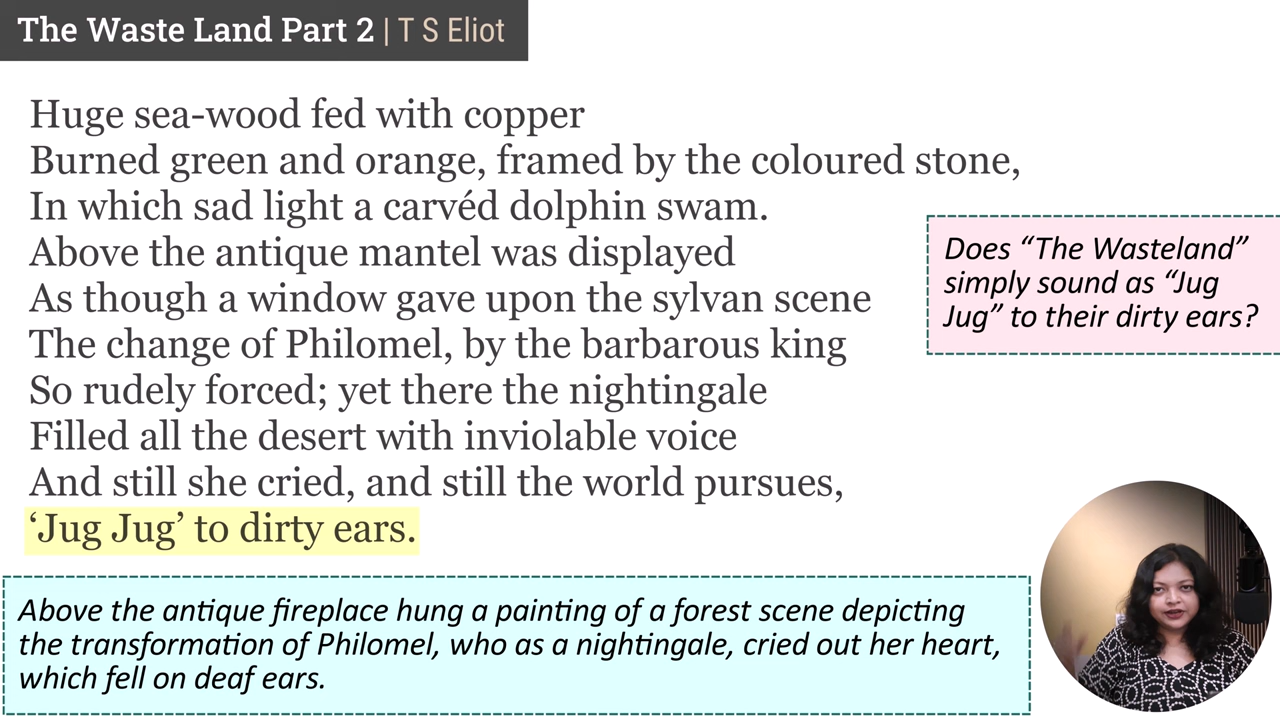 The Waste Land Part 2 | T S Eliot
Huge sea-wood fed with copper
Burned green and orange, framed by the coloured stone,
In which sad light a carvéd dolphin swam.
Above the antique mantel was displayed
As though a window gave upon the sylvan scene
The change of Philomel, by the barbarous king
So rudely forced; yet there the nightingale
Filled all the desert with inviolable voice
And still she cried, and still the world pursues,
‘Jug Jug’ to dirty ears.
Does “The Wasteland”
simply sound as “Jug
Jug” to their dirty ears?
Above the antique fireplace hung a painting of a forest scene depicting
the transformation of Philomel, who as a nightingale, cried out her heart,
which fell on deaf ears.